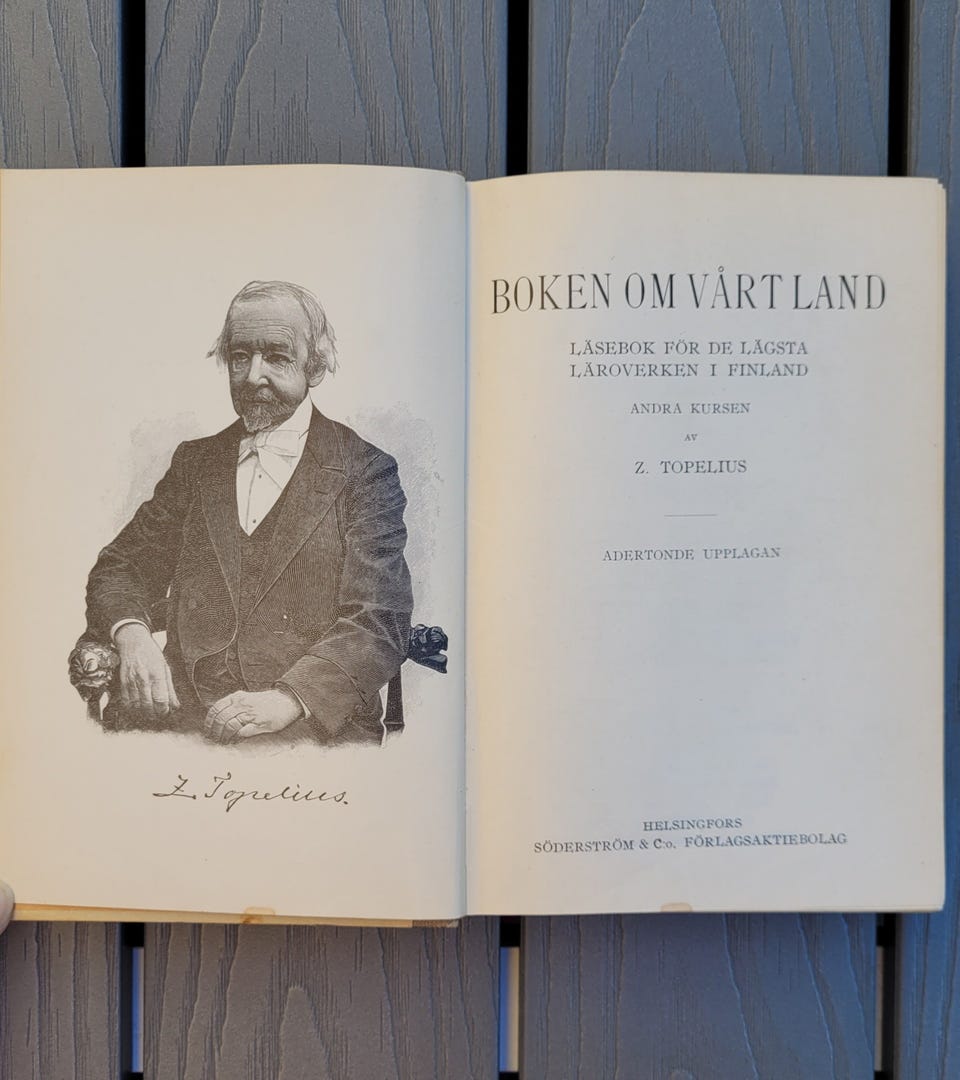 Z. Topelius.
BOKEN OM VÅRT LAND
LÄSEBOK FÖR DE LÄGSTA
LÄROVERKEN I FINLAND
ANDRA KURSEN
AV
Z. TOPELIUS
ADERTONDE UPPLAGAN
HELSINGFORS
SÖDERSTRÖM & C:o. FÖRLAGSAKTIEBOLAG